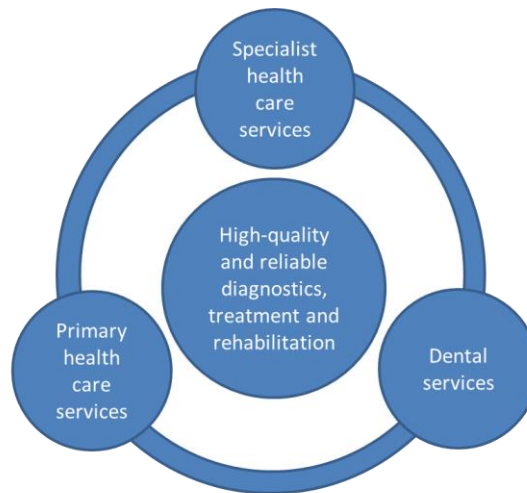 Specialist
health
care
services
High-quality
and reliable
diagnostics,
treatment and
rehabilitation
Primary
health
care
services
Dental
services